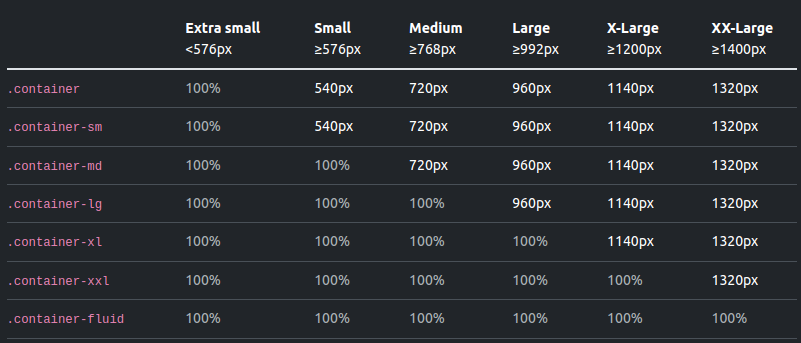 Extra small Small Medium Large X-Large XX-Large
<576px ≥576px ≥768px ≥992px ≥1200px ≥1400px
.container 100% 540px 720px 960px 1140px 1320px
.container-sm 100% 540px 720px 960px 1140px 1320px
.container-md 100% 100% 720px 960px 1140px 1320px
.container-lg 100% 100% 100% 960px 1140px 1320px
.container-xl 100% 100% 100% 100% 1140px 1320px
.container-xxl 100% 100% 100% 100% 100% 1320px
.container-fluid 100% 100% 100% 100% 100% 100%